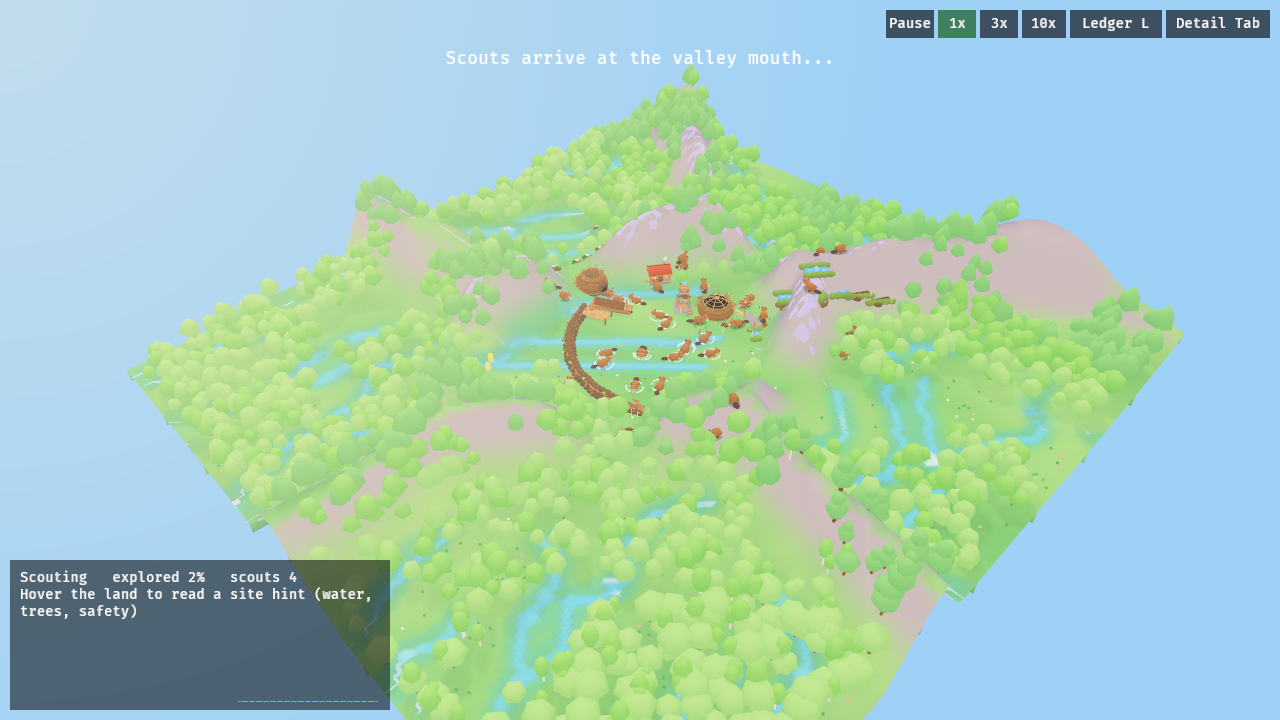 Pause 1x 3x 10x Ledger L Detail Tab
Scouts arrive at the valley mouth...
Scouting explored 2% scouts 4
Hover the land to read a site hint (water,
trees, safety)